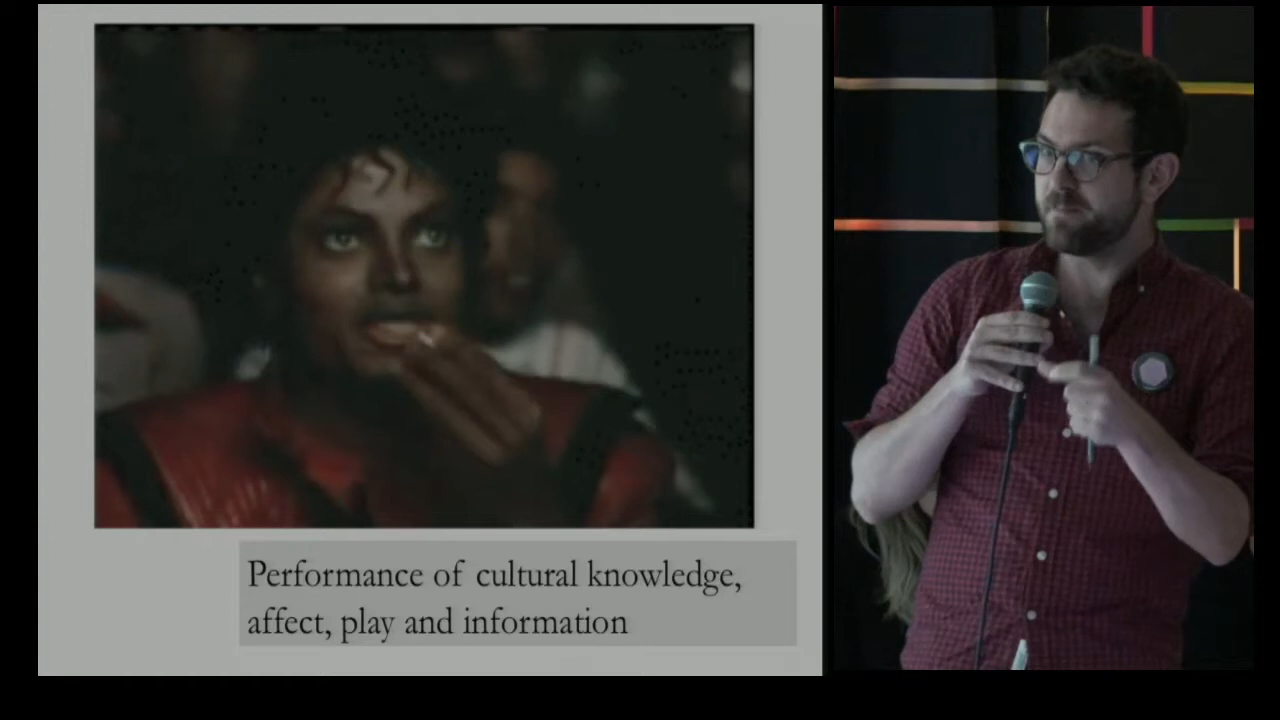 Performance of cultural knowledge,
affect, play and information